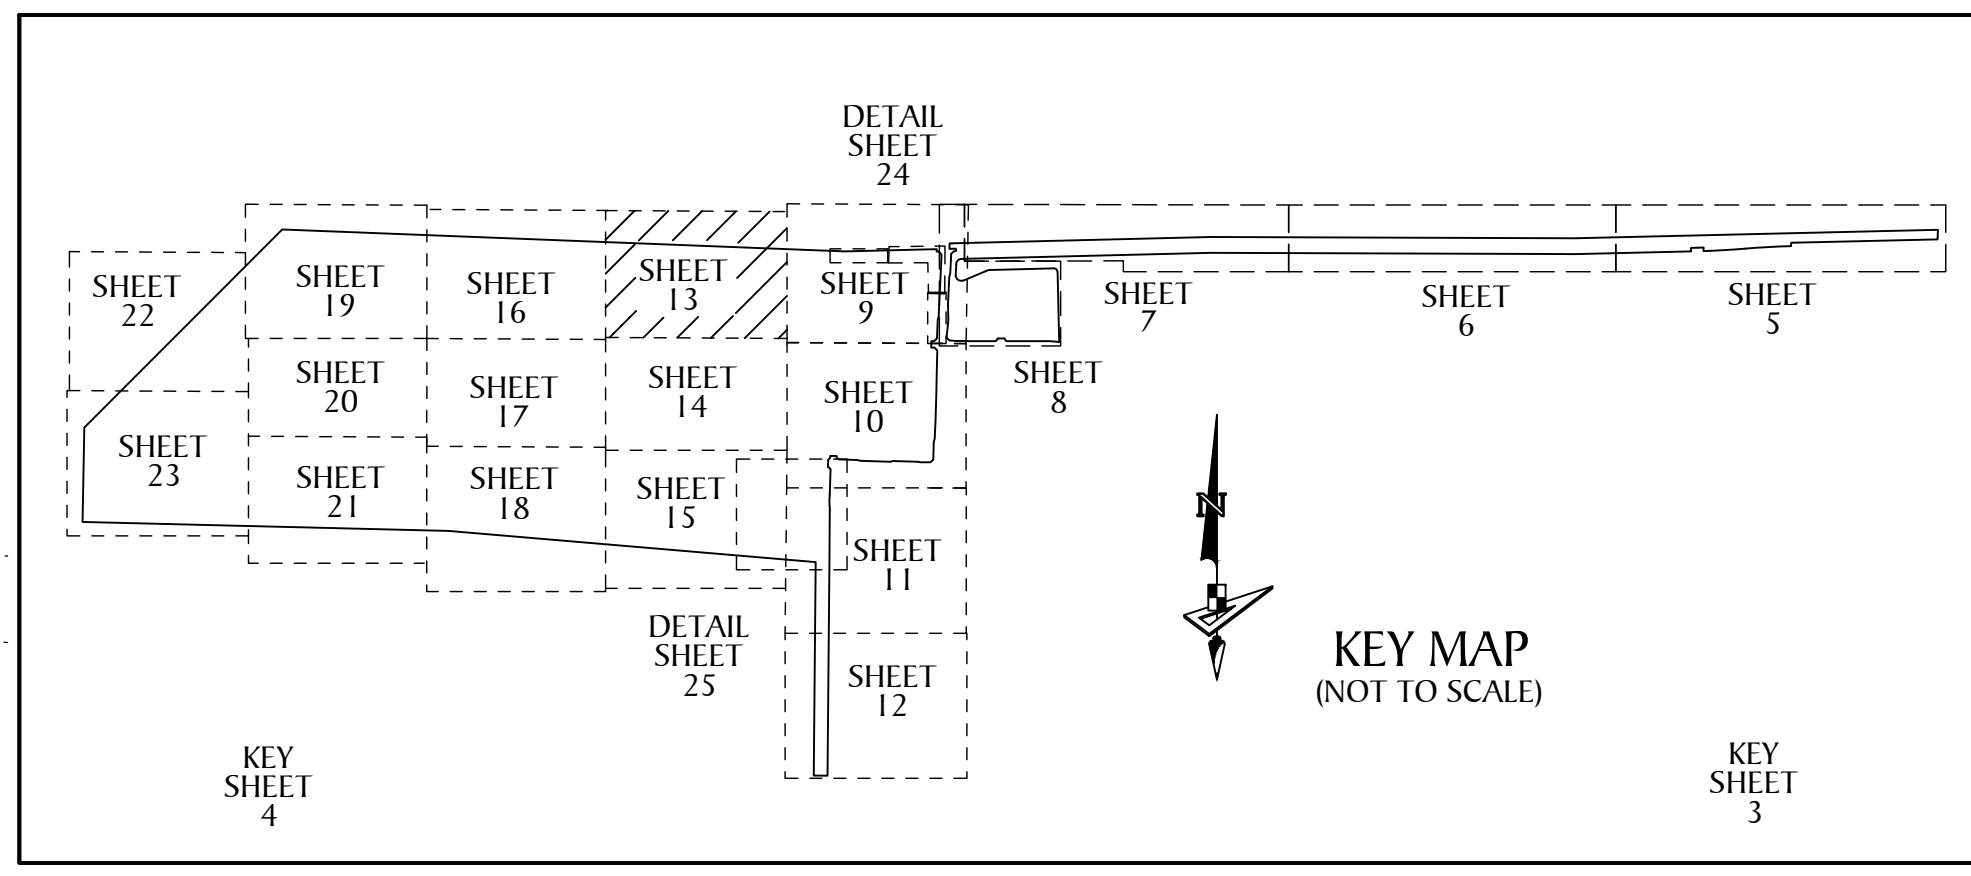 DETAIL
SHEET
24
SHEET
22
SHEET
19
SHEET
16
SHEET
13
SHEET
9
SHEET
7
SHEET
6
SHEET
5
SHEET
20
SHEET
17
SHEET
14
SHEET
10
SHEET
8
SHEET
23
SHEET
21
SHEET
18
SHEET
15
SHEET
11
N
DETAIL
SHEET
25
SHEET
12
KEY MAP
(NOT TO SCALE)
KEY
SHEET
4
KEY
SHEET
3